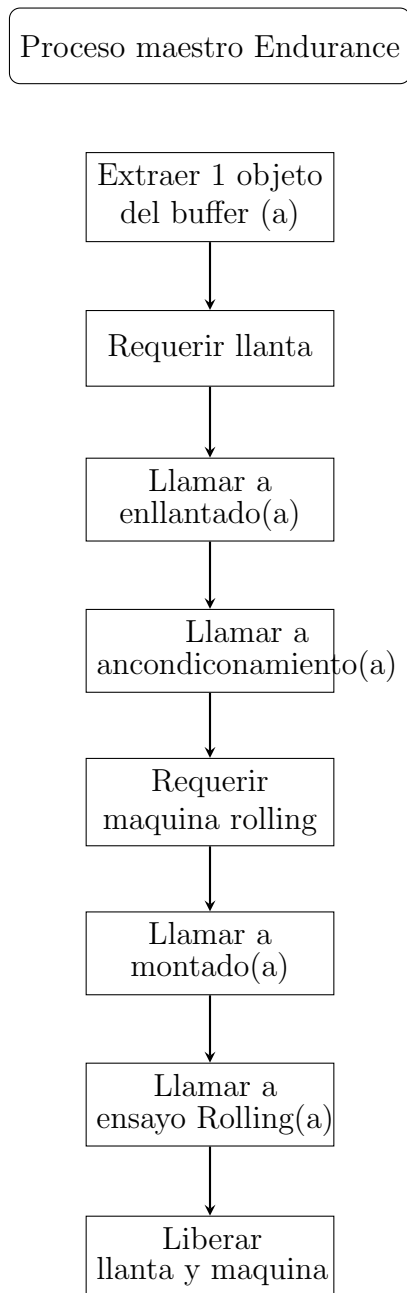 Proceso maestro Endurance
Extraer 1 objeto
del buffer (a)
Requerir llanta
Llamar a
enllantado(a)
Llamar a
ancondiconamiento(a)
Requerir
maquina rolling
Llamar a
montado(a)
Llamar a
ensayo Rolling(a)
Liberar
llanta y maquina